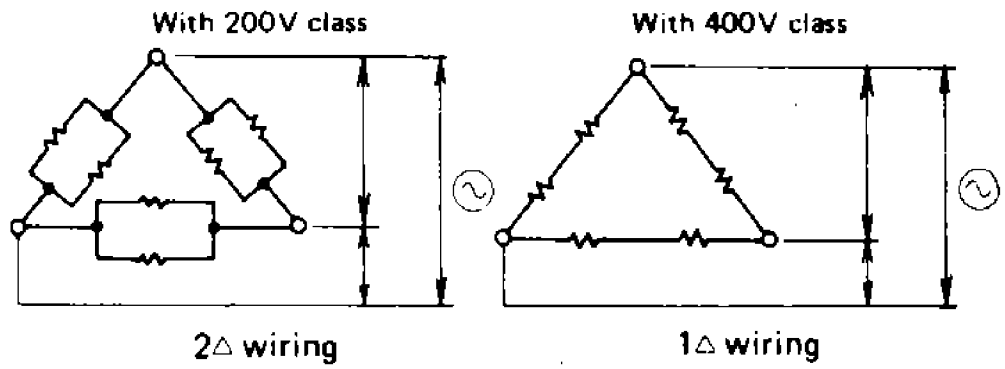 With 200V class
With 400V class
2△ wiring
1△ wiring